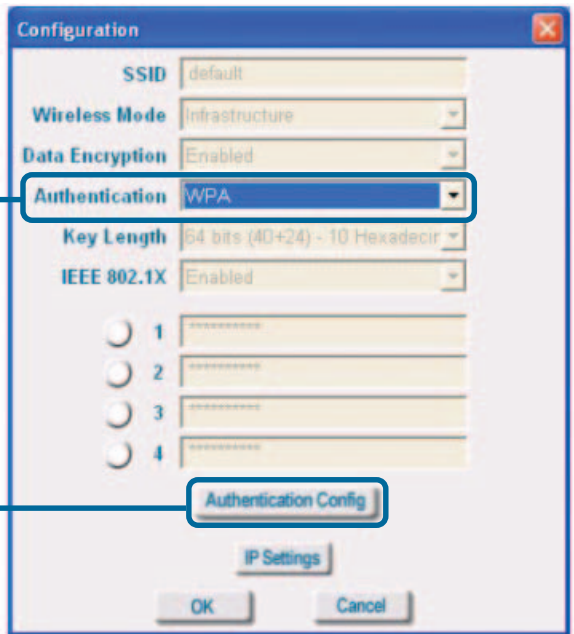 Configuration
SSID default
Wireless Mode Infrastructure
Data Encryption Enabled
Authentication WPA
Key Length 64 bits (40+24) - 10 Hexadecir
IEEE 802.1X Enabled
1 **********
2 **********
3 **********
4 **********
Authentication Config
IP Settings
OK Cancel